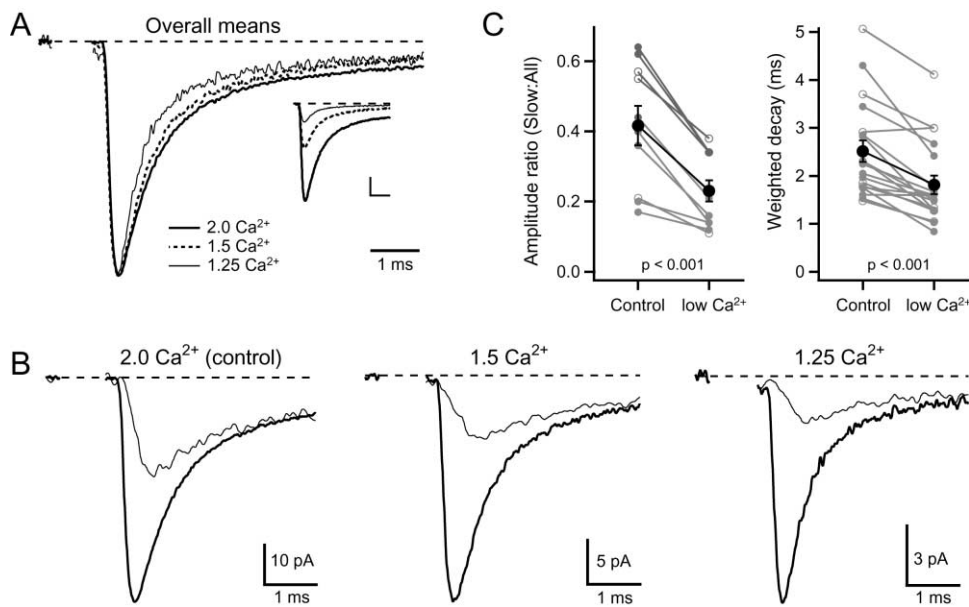 A
Overall means
2.0 Ca²⁺
1.5 Ca²⁺
1.25 Ca²⁺
1 ms
C
Amplitude ratio (Slow:All)
0.6
0.4
0.2
0.0
p < 0.001
Control
low Ca²⁺
Weighted decay (ms)
5
4
3
2
1
0
p < 0.001
Control
low Ca²⁺
B
2.0 Ca²⁺ (control)
10 pA
1 ms
1.5 Ca²⁺
5 pA
1 ms
1.25 Ca²⁺
3 pA
1 ms